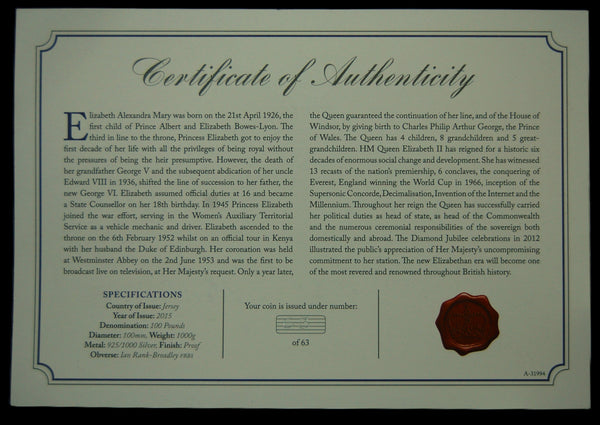 Certificate of Authenticity
Elizabeth Alexandra Mary was born on the 21st April 1926, the
first child of Prince Albert and Elizabeth Bowes-Lyon. The
third in line to the throne, Princess Elizabeth got to enjoy the
first decade of her life with all the privileges of being royal without
the pressures of being the heir presumptive. However, the death of
her grandfather George V and the subsequent abdication of her uncle
Edward VIII in 1936, shifted the line of succession to her father, the
new George VI. Elizabeth assumed official duties at 16 and became
a State Counsellor on her 18th birthday. In 1945 Princess Elizabeth
joined the war effort, serving in the Women's Auxiliary Territorial
Service as a vehicle mechanic and driver. Elizabeth ascended to the
throne on the 6th February 1952 whilst on an official tour in Kenya
with her husband the Duke of Edinburgh. Her coronation was held
at Westminster Abbey on the 2nd June 1953 and was the first to be
broadcast live on television, at Her Majesty's request. Only a year later,
the Queen guaranteed the continuation of her line, and of the House of
Windsor, by giving birth to Charles Philip Arthur George, the Prince
of Wales. The Queen has 4 children, 8 grandchildren and 5 great-
grandchildren. HM Queen Elizabeth II has reigned for a historic six
decades of enormous social change and development. She has witnessed
13 recasts of the nation's premiership, 6 conclaves, the conquering of
Everest, England winning the World Cup in 1966, inception of the
Supersonic Concorde, Decimalisation, Invention of the Internet and the
Millennium. Throughout her reign the Queen has successfully carried
her political duties as head of state, as head of the Commonwealth
and the numerous ceremonial responsibilities of the sovereign both
domestically and abroad. The Diamond Jubilee celebrations in 2012
illustrated the public's appreciation of Her Majesty's uncompromising
commitment to her station. The new Elizabethan era will become one
of the most revered and renowned throughout British history.
SPECIFICATIONS
Country of Issue: Jersey
Year of Issue: 2015
Denomination: 100 Pounds
Diameter: 100mm, Weight: 1000g
Metal: 925/1000 Silver, Finish: Proof
Obverse: Ian Rank-Broadley FRBS
Your coin is issued under number:
of 63
A-31994